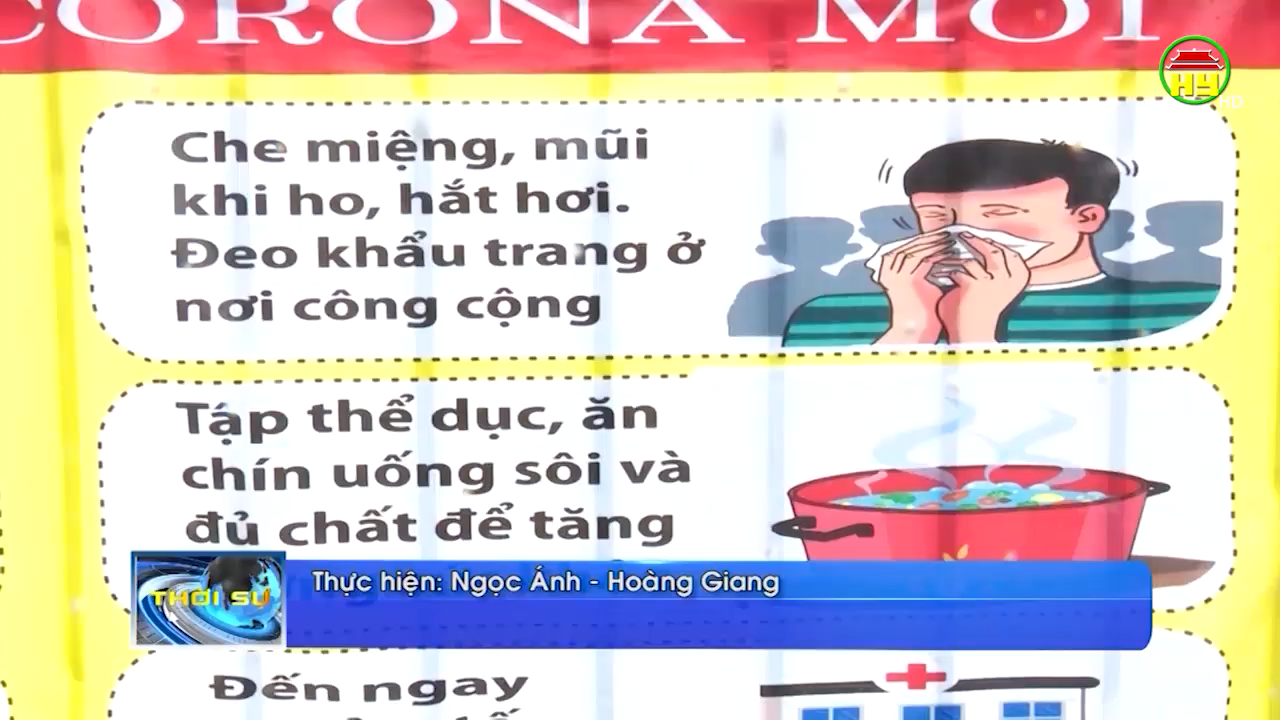 CORONA MỚI
HY
HD
Che miệng, mũi
khi ho, hắt hơi.
Đeo khẩu trang ở
nơi công cộng
Tập thể dục, ăn
chín uống sôi và
đủ chất để tăng
THỜI SỰ
Thực hiện: Ngọc Ánh - Hoàng Giang
Đến ngay